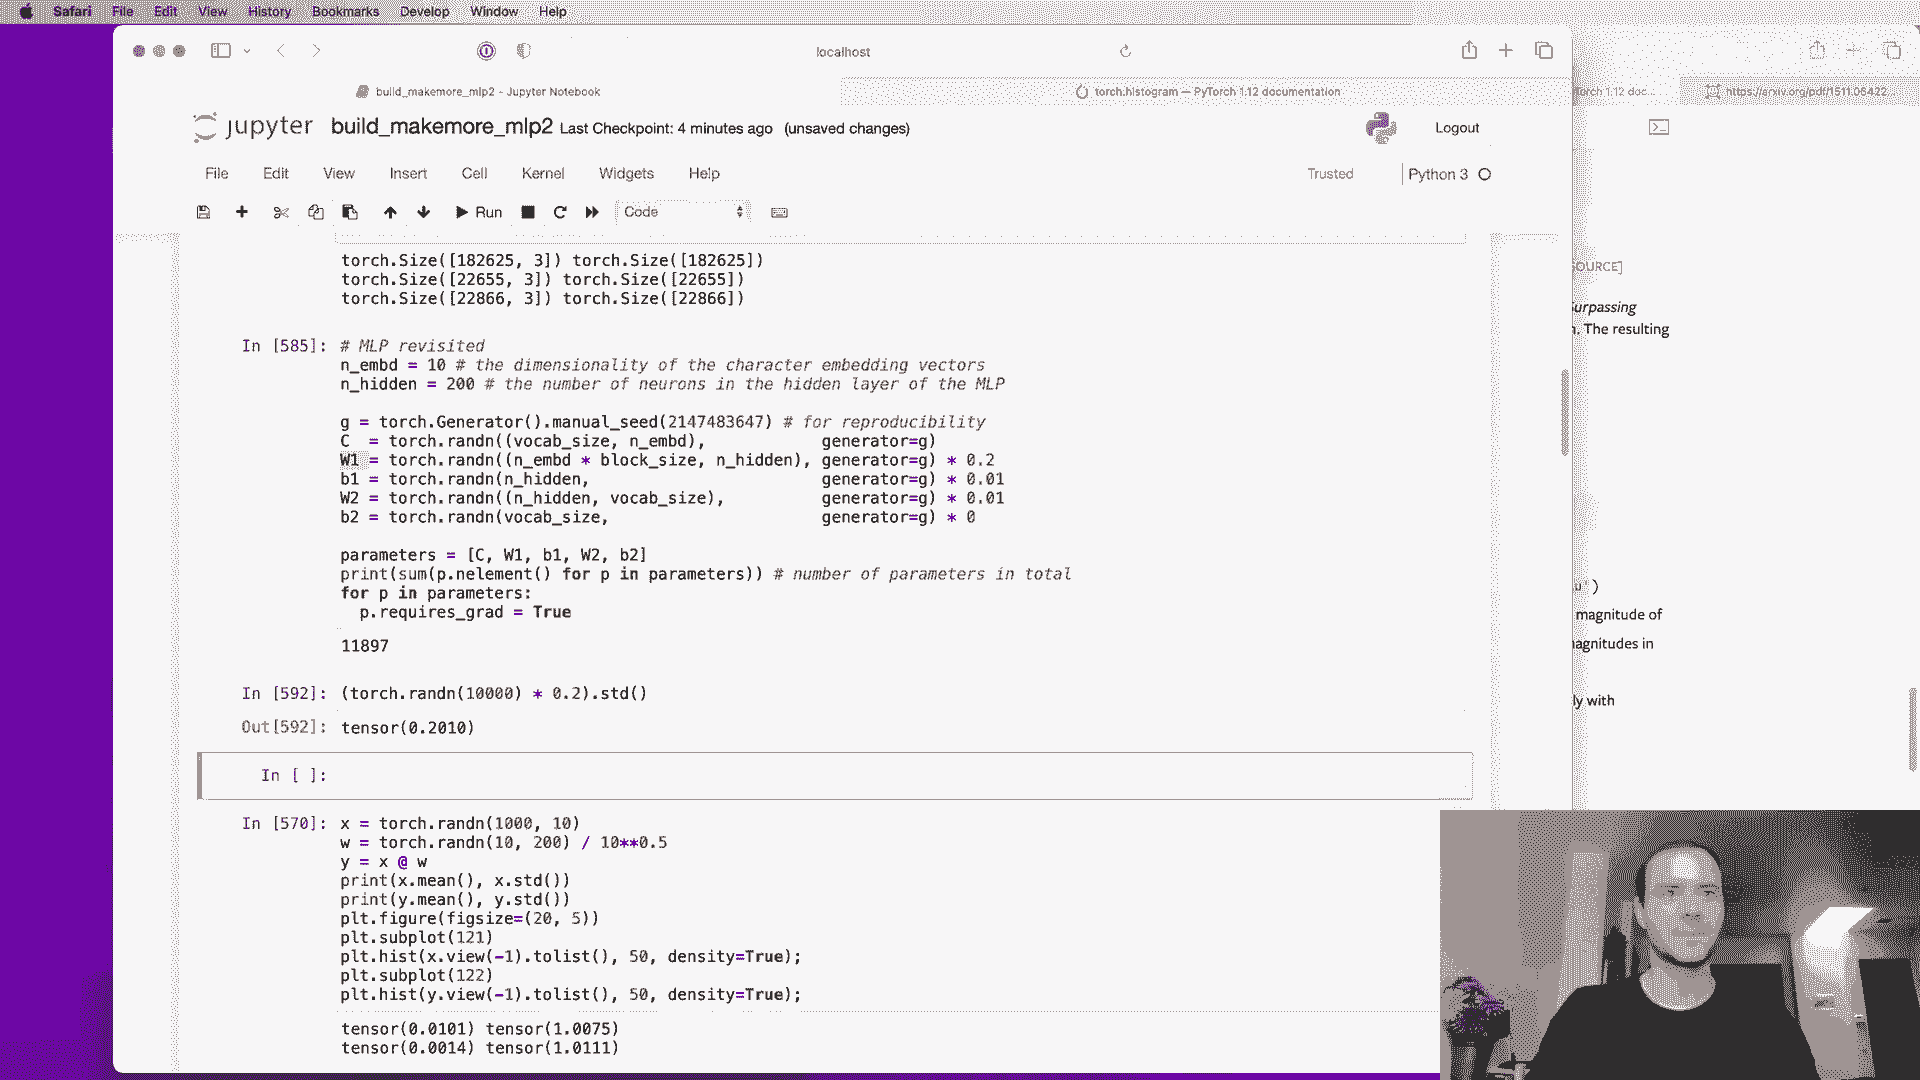 Safari File Edit View History Bookmarks Develop Window Help
localhost
build_makemore_mlp2 - Jupyter Notebook
torch.histogram — PyTorch 1.12 documentation
Torch 1.12 doc...
https://arxiv.org/pdf/1511.06422...
jupyter build_makemore_mlp2 Last Checkpoint: 4 minutes ago (unsaved changes)
Logout
File Edit View Insert Cell Kernel Widgets Help
Trusted
Python 3
Run
Code
torch.Size([182625, 3]) torch.Size([182625])
torch.Size([22655, 3]) torch.Size([22655])
torch.Size([22866, 3]) torch.Size([22866])
In [585]: # MLP revisited
n_embd = 10 # the dimensionality of the character embedding vectors
n_hidden = 200 # the number of neurons in the hidden layer of the MLP
g = torch.Generator().manual_seed(2147483647) # for reproducibility
C  = torch.randn((vocab_size, n_embd),            generator=g)
W1 = torch.randn((n_embd * block_size, n_hidden), generator=g) * 0.2
b1 = torch.randn(n_hidden,                        generator=g) * 0.01
W2 = torch.randn((n_hidden, vocab_size),          generator=g) * 0.01
b2 = torch.randn(vocab_size,                      generator=g) * 0
parameters = [C, W1, b1, W2, b2]
print(sum(p.nelement() for p in parameters)) # number of parameters in total
for p in parameters:
  p.requires_grad = True
11897
In [592]: (torch.randn(10000) * 0.2).std()
Out[592]: tensor(0.2010)
In [ ]:
In [570]: x = torch.randn(1000, 10)
w = torch.randn(10, 200) / 10**0.5
y = x @ w
print(x.mean(), x.std())
print(y.mean(), y.std())
plt.figure(figsize=(20, 5))
plt.subplot(121)
plt.hist(x.view(-1).tolist(), 50, density=True);
plt.subplot(122)
plt.hist(y.view(-1).tolist(), 50, density=True);
tensor(0.0101) tensor(1.0075)
tensor(0.0014) tensor(1.0111)
SOURCE]
Surpassing
n. The resulting
u')
magnitude of
agnitudes in
ly with